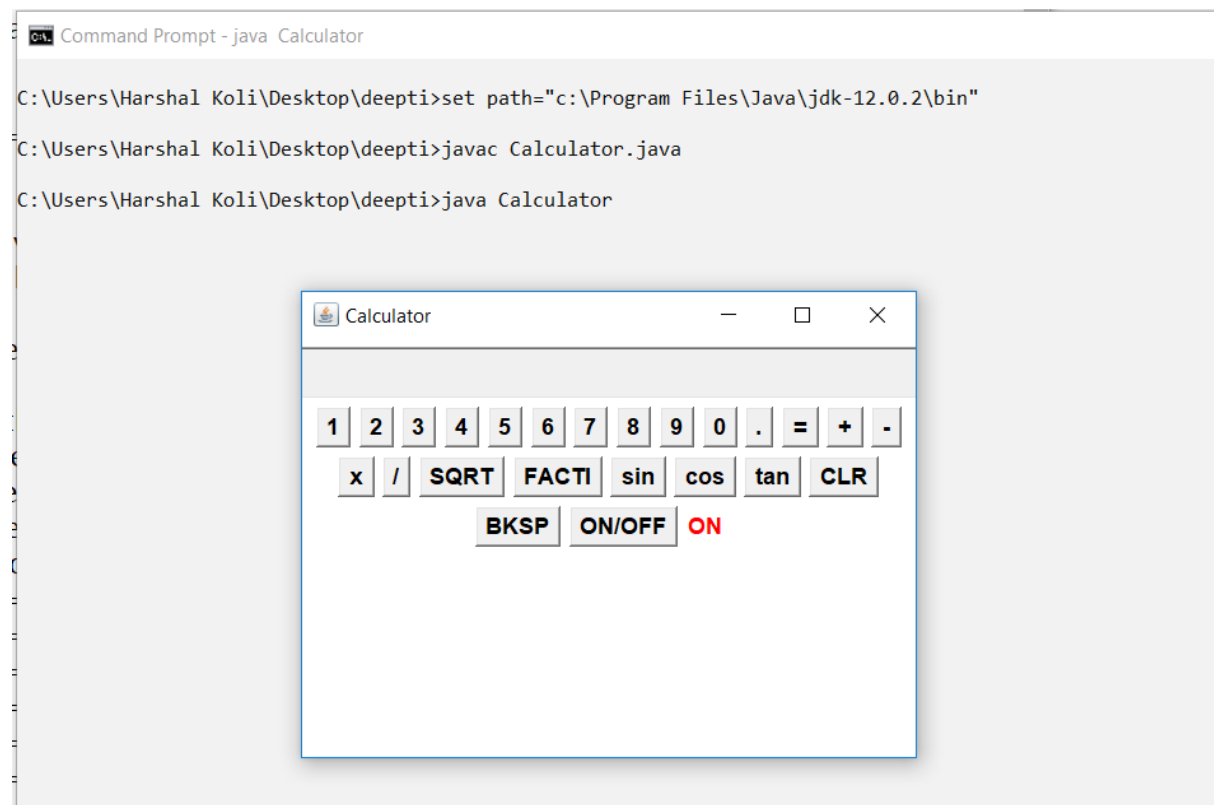 Command Prompt - java  Calculator
C:\Users\Harshal Koli\Desktop\deepti>set path="c:\Program Files\Java\jdk-12.0.2\bin"
C:\Users\Harshal Koli\Desktop\deepti>javac Calculator.java
C:\Users\Harshal Koli\Desktop\deepti>java Calculator
Calculator
1 2 3 4 5 6 7 8 9 0 . = + -
x / SQRT FACTI sin cos tan CLR
BKSP ON/OFF ON